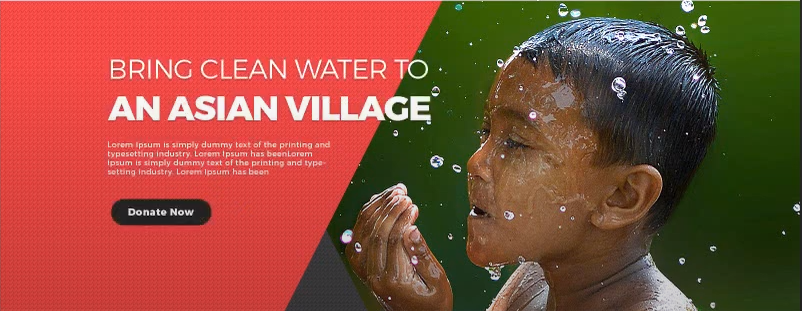 BRING CLEAN WATER TO
AN ASIAN VILLAGE
Lorem Ipsum is simply dummy text of the printing and
typesetting industry. Lorem Ipsum has beenLorem
Ipsum is simply dummy text of the printing and type-
setting industry. Lorem Ipsum has been
Donate Now